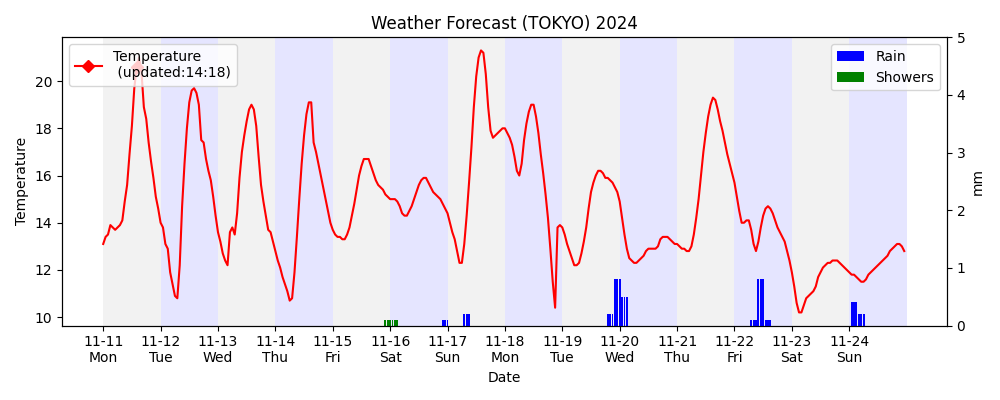 Weather Forecast (TOKYO) 2024
Temperature
(updated:14:18)
Rain
Showers
Temperature
20
18
16
14
12
10
5
4
3
2
1
0
mm
11-11 11-12 11-13 11-14 11-15 11-16 11-17 11-18 11-19 11-20 11-21 11-22 11-23 11-24
Mon Tue Wed Thu Fri Sat Sun Mon Tue Wed Thu Fri Sat Sun
Date